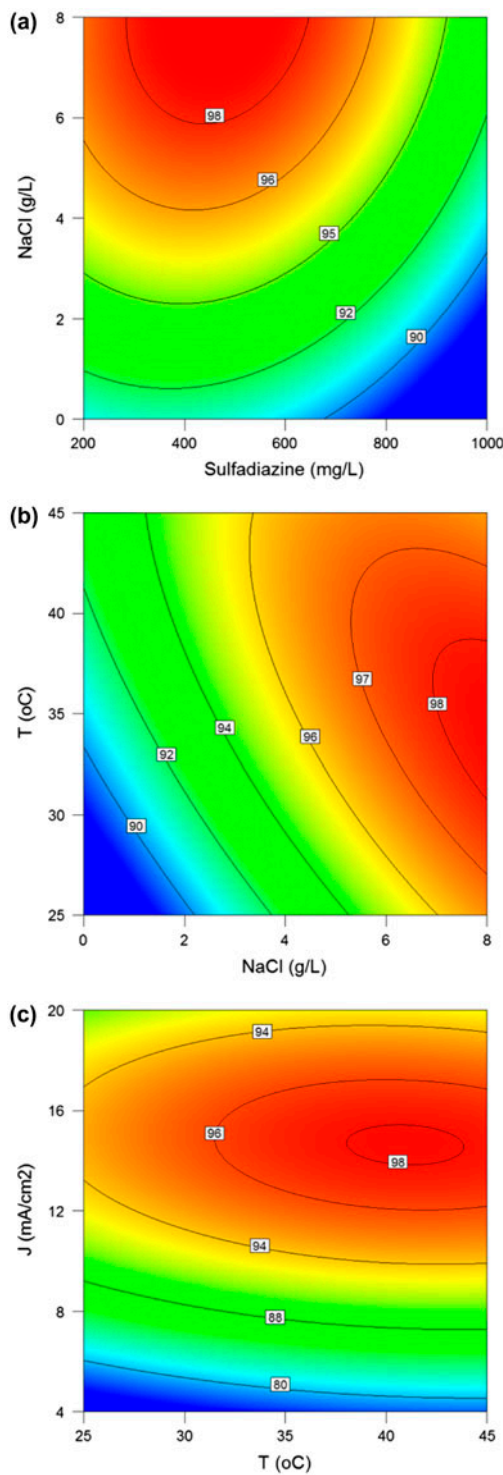 (a)
8
6
4
2
0
NaCl (g/L)
98
96
95
92
90
200 400 600 800 1000
Sulfadiazine (mg/L)
(b)
45
40
35
30
25
T (oC)
97
98
96
94
92
90
0 2 4 6 8
NaCl (g/L)
(c)
20
16
12
8
4
J (mA/cm2)
94
96
98
94
88
80
25 30 35 40 45
T (oC)